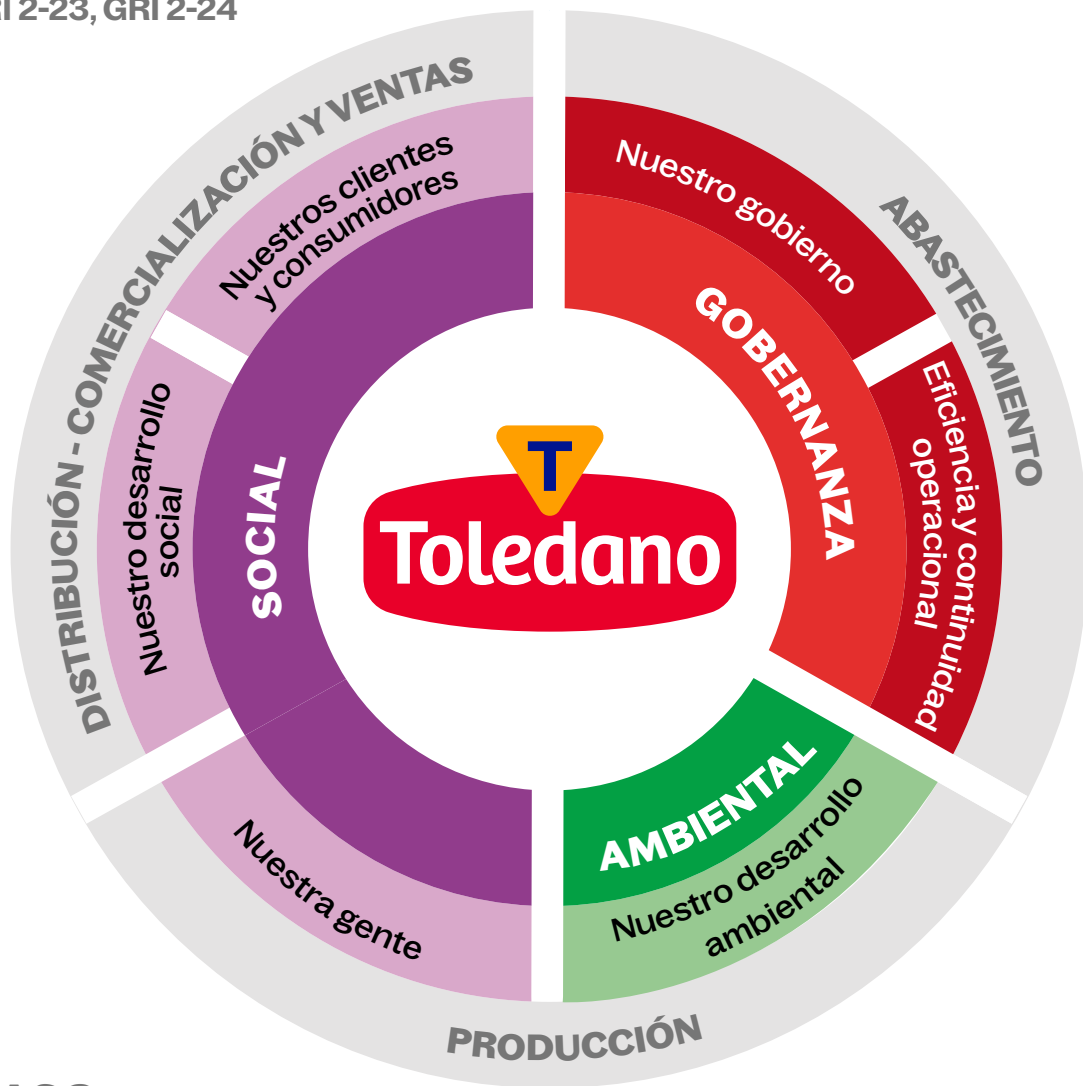 GRI 2-23, GRI 2-24
DISTRIBUCIÓN - COMERCIALIZACIÓN Y VENTAS
ABASTECIMIENTO
Nuestros clientes
y consumidores
Nuestro gobierno
GOBERNANZA
Eficiencia y continuidad
operacional
Nuestro desarrollo
social
SOCIAL
T
Toledano
AMBIENTAL
Nuestro desarrollo
ambiental
Nuestra gente
PRODUCCIÓN